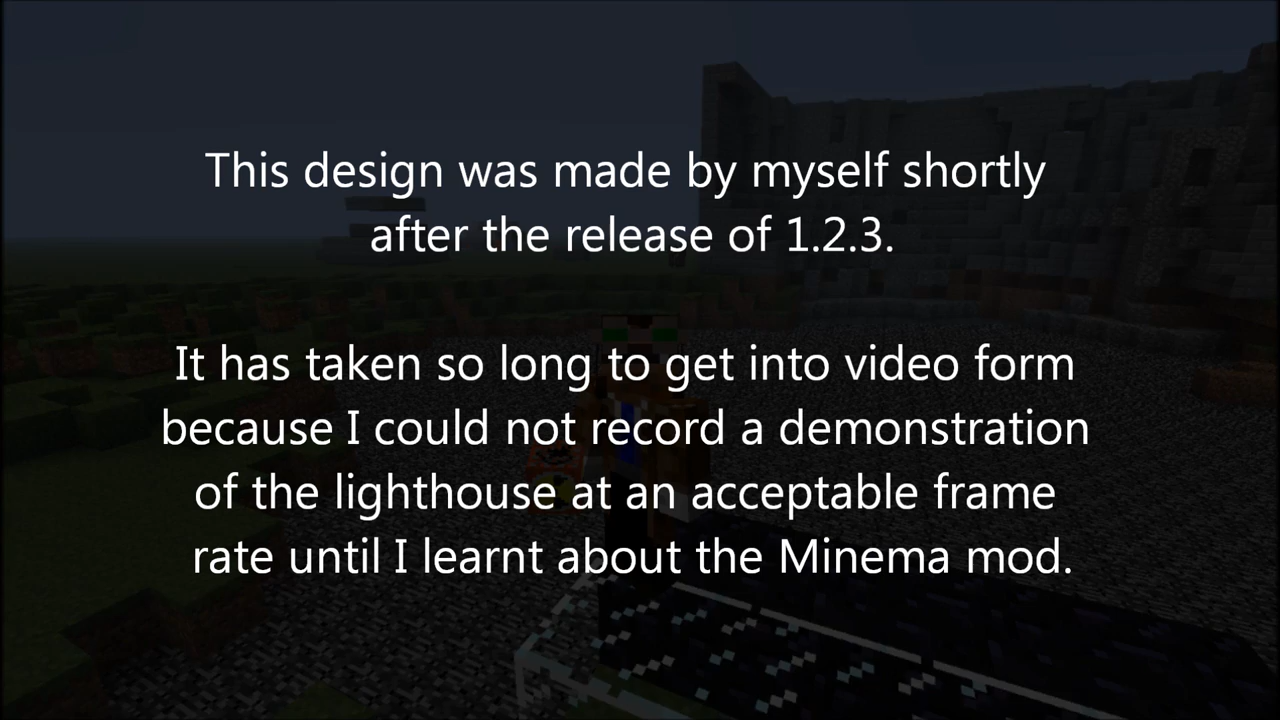 This design was made by myself shortly
after the release of 1.2.3.
It has taken so long to get into video form
because I could not record a demonstration
of the lighthouse at an acceptable frame
rate until I learnt about the Minema mod.